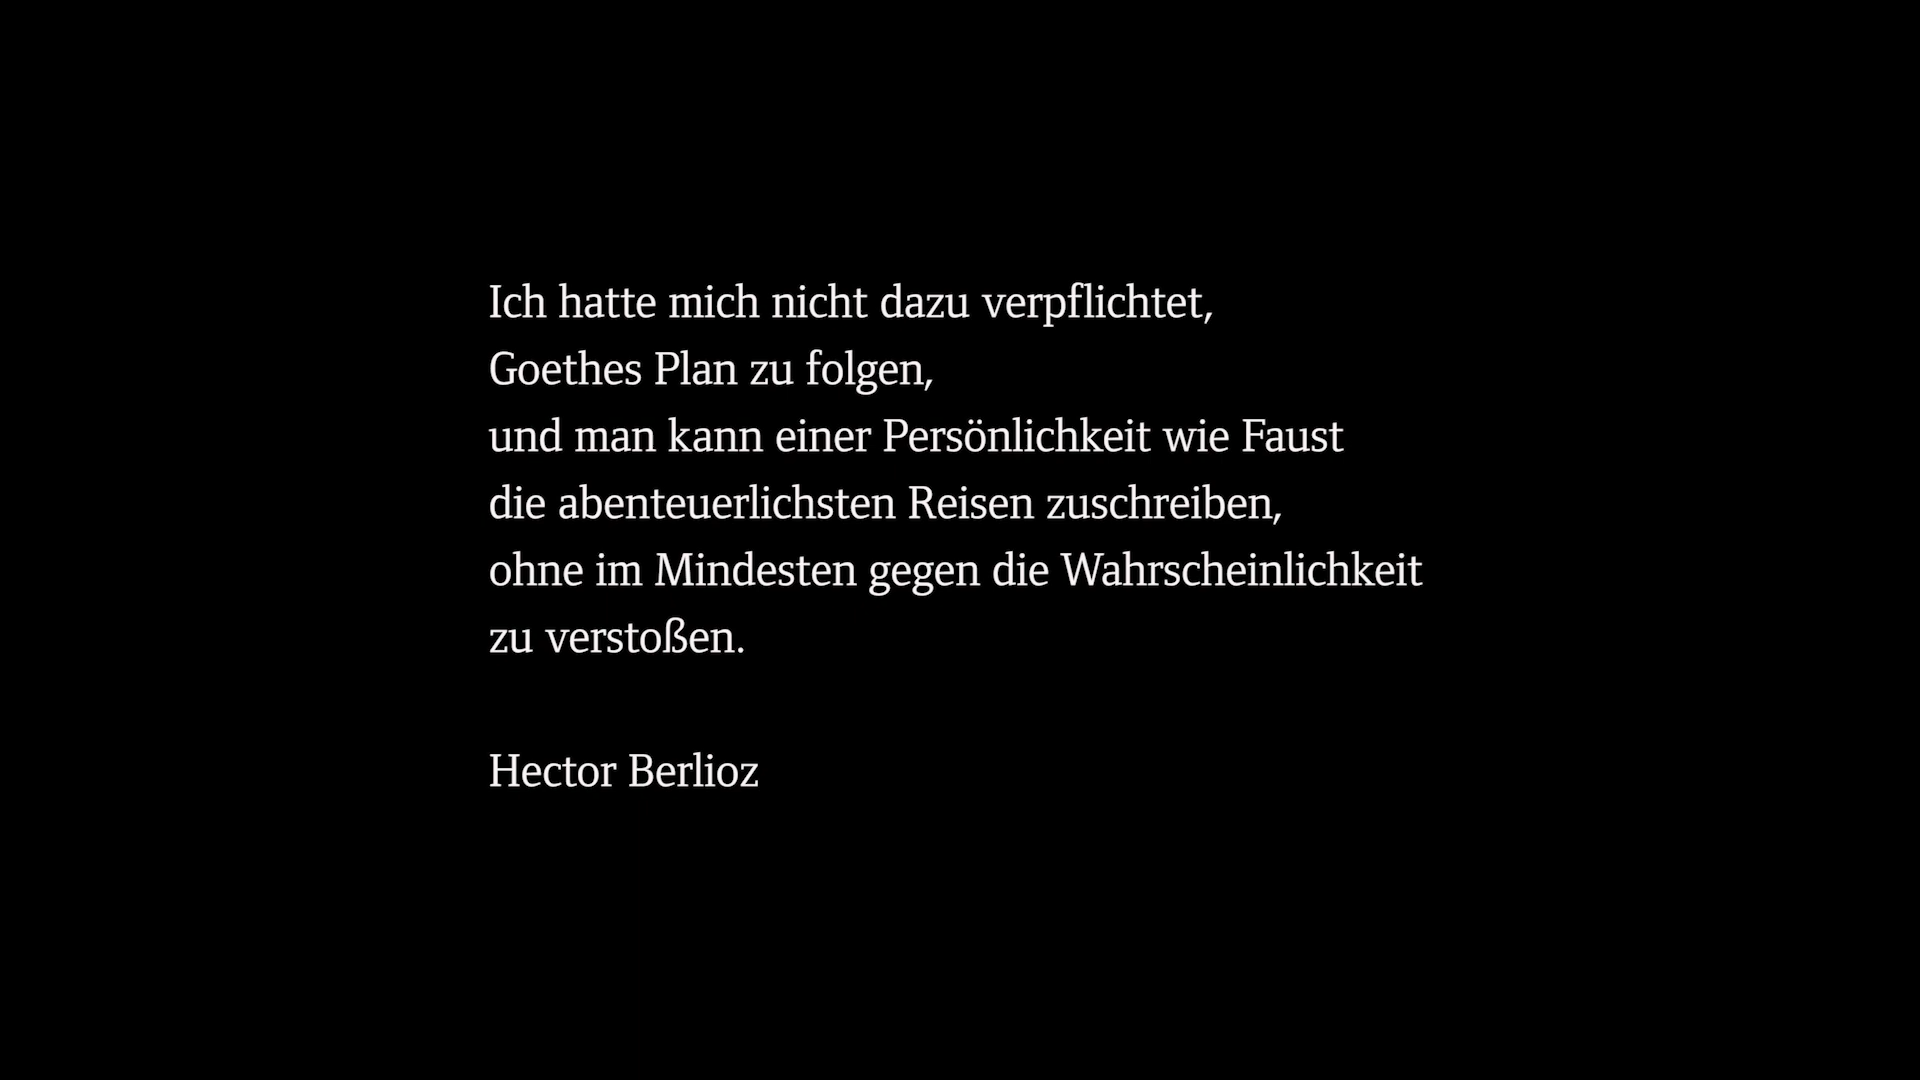 Ich hatte mich nicht dazu verpflichtet,
Goethes Plan zu folgen,
und man kann einer Persönlichkeit wie Faust
die abenteuerlichsten Reisen zuschreiben,
ohne im Mindesten gegen die Wahrscheinlichkeit
zu verstoßen.
Hector Berlioz